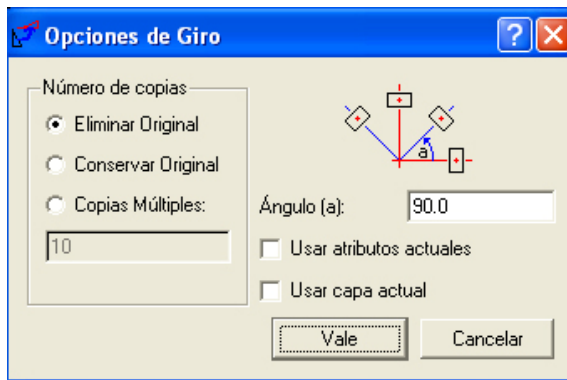 Opciones de Giro
Número de copias
Eliminar Original
Conservar Original
Copias Múltiples:
10
a
Ángulo (a):
90.0
Usar atributos actuales
Usar capa actual
Vale
Cancelar